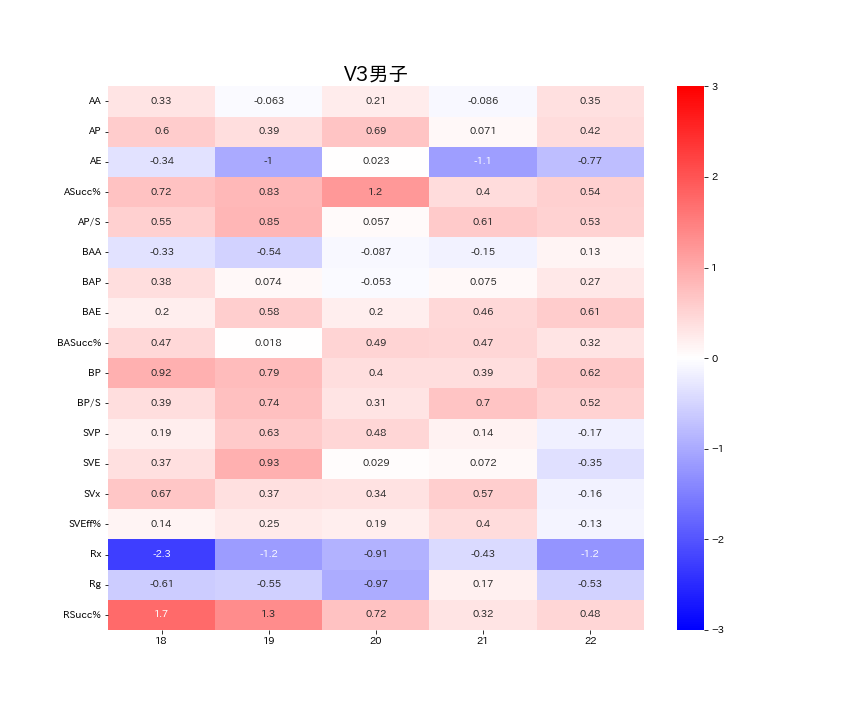 V3男子
AA 0.33 -0.063 0.21 -0.086 0.35
AP 0.6 0.39 0.69 0.071 0.42
AE -0.34 -1 0.023 -1.1 -0.77
ASucc% 0.72 0.83 1.2 0.4 0.54
AP/S 0.55 0.85 0.057 0.61 0.53
BAA -0.33 -0.54 -0.087 -0.15 0.13
BAP 0.38 0.074 -0.053 0.075 0.27
BAE 0.2 0.58 0.2 0.46 0.61
BASucc% 0.47 0.018 0.49 0.47 0.32
BP 0.92 0.79 0.4 0.39 0.62
BP/S 0.39 0.74 0.31 0.7 0.52
SVP 0.19 0.63 0.48 0.14 -0.17
SVE 0.37 0.93 0.029 0.072 -0.35
SVx 0.67 0.37 0.34 0.57 -0.16
SVEff% 0.14 0.25 0.19 0.4 -0.13
Rx -2.3 -1.2 -0.91 -0.43 -1.2
Rg -0.61 -0.55 -0.97 0.17 -0.53
RSucc% 1.7 1.3 0.72 0.32 0.48
18 19 20 21 22
3
2
1
0
−1
−2
−3